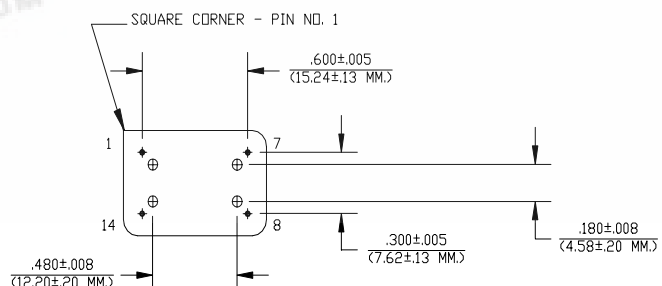 SQUARE CORNER - PIN NO. 1
.600±.005
(15.24±.13 MM.)
1
7
14
8
.180±.008
(4.58±.20 MM.)
.300±.005
(7.62±.13 MM.)
.480±.008
(12.20±.20 MM.)